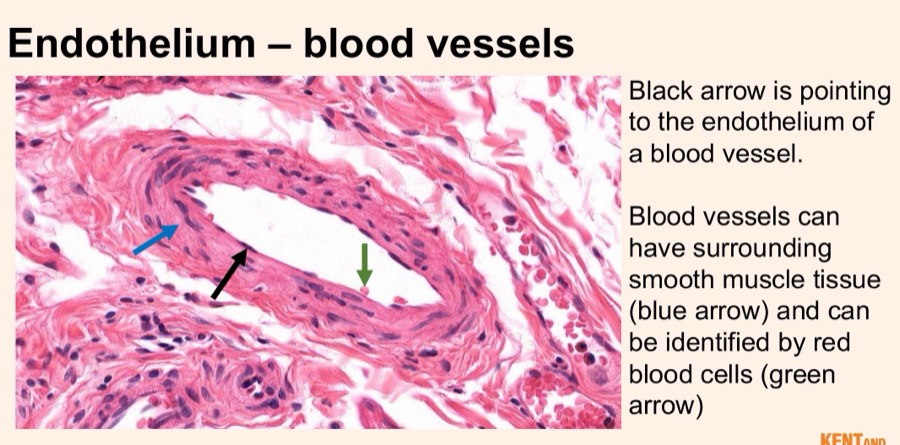 Endothelium – blood vessels
Black arrow is pointing
to the endothelium of
a blood vessel.
Blood vessels can
have surrounding
smooth muscle tissue
(blue arrow) and can
be identified by red
blood cells (green
arrow)
KENT AND